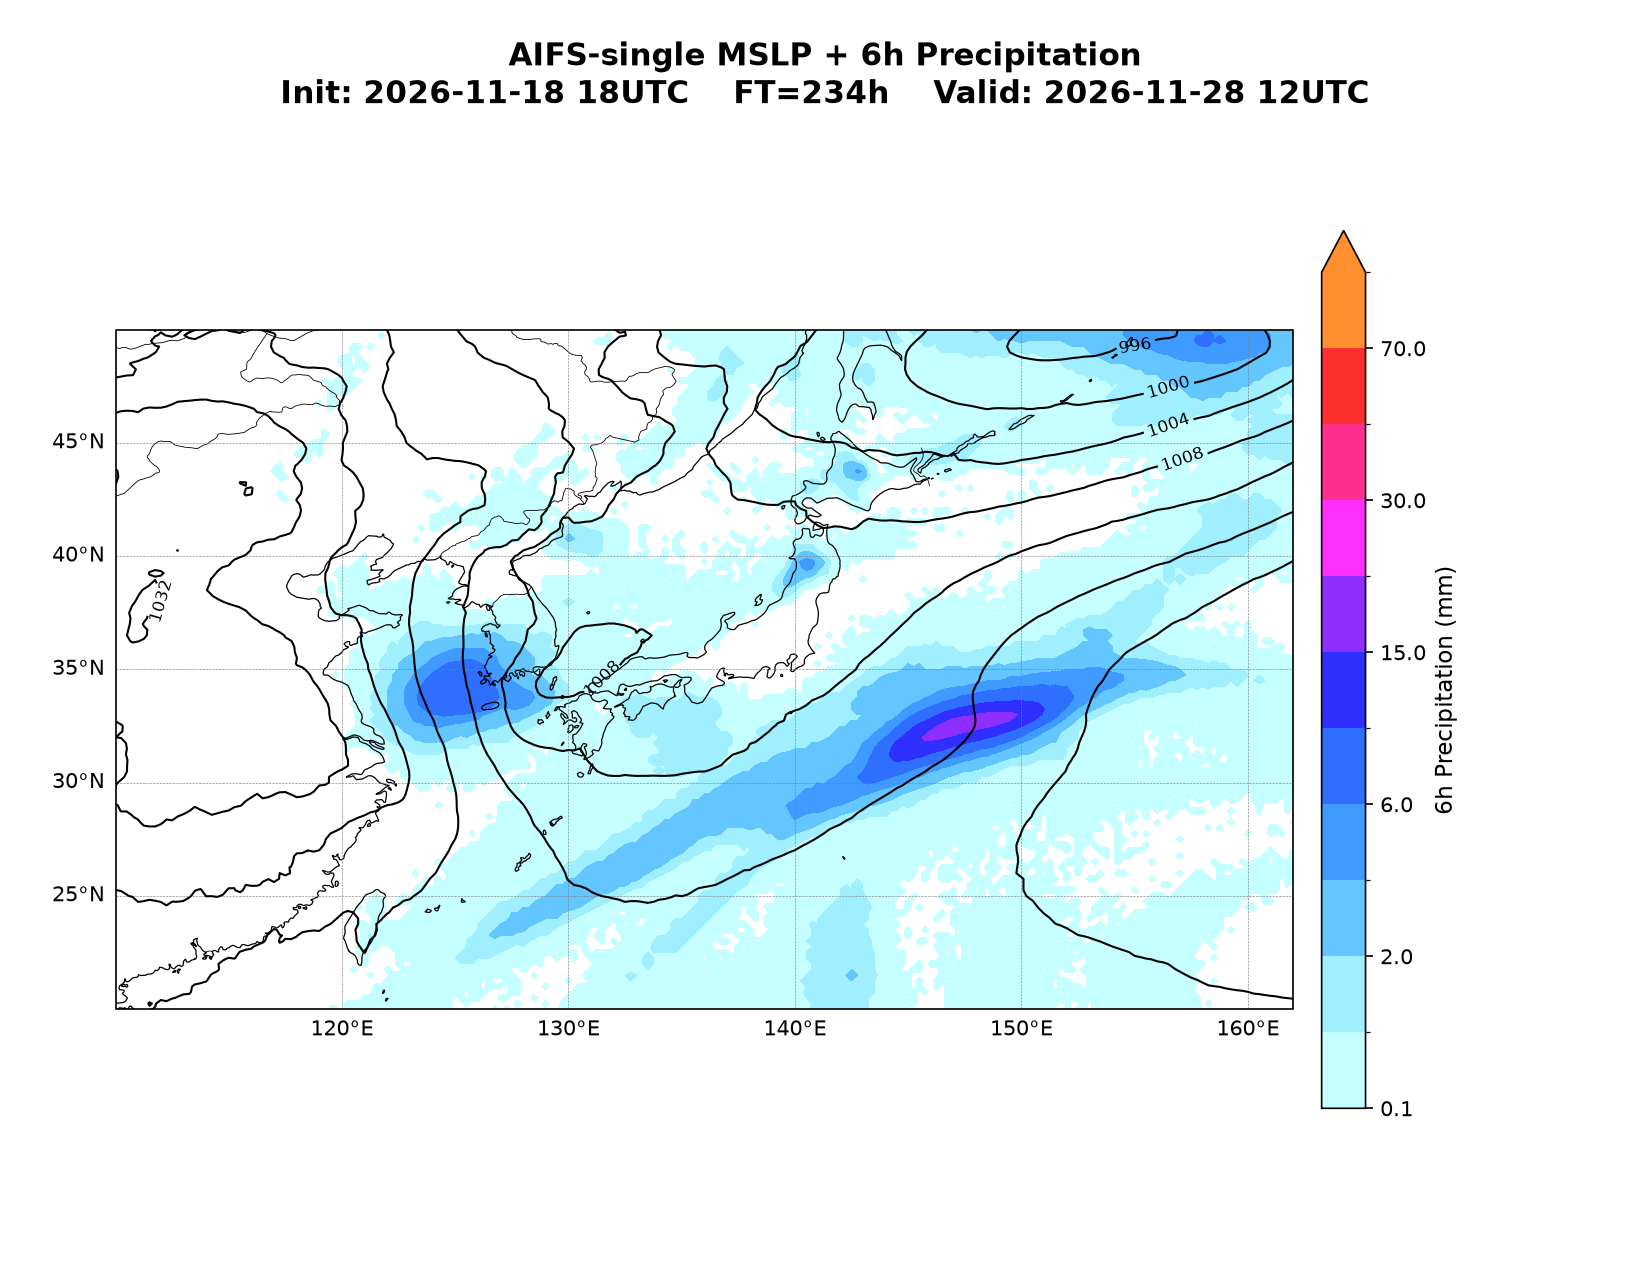 AIFS-single MSLP + 6h Precipitation
Init: 2026-11-18 18UTC    FT=234h    Valid: 2026-11-28 12UTC
996
1000
1004
1008
1008
1032
45°N
40°N
35°N
30°N
25°N
120°E
130°E
140°E
150°E
160°E
70.0
30.0
15.0
6.0
2.0
0.1
6h Precipitation (mm)